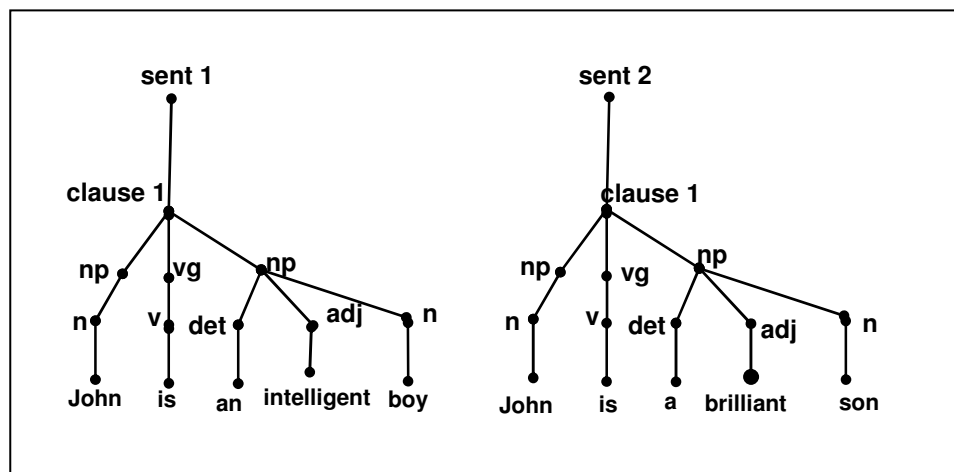 sent 1 sent 2
clause 1 clause 1
np vg np np vg np
n v det adj n n v det adj n
John is an intelligent boy John is a brilliant son